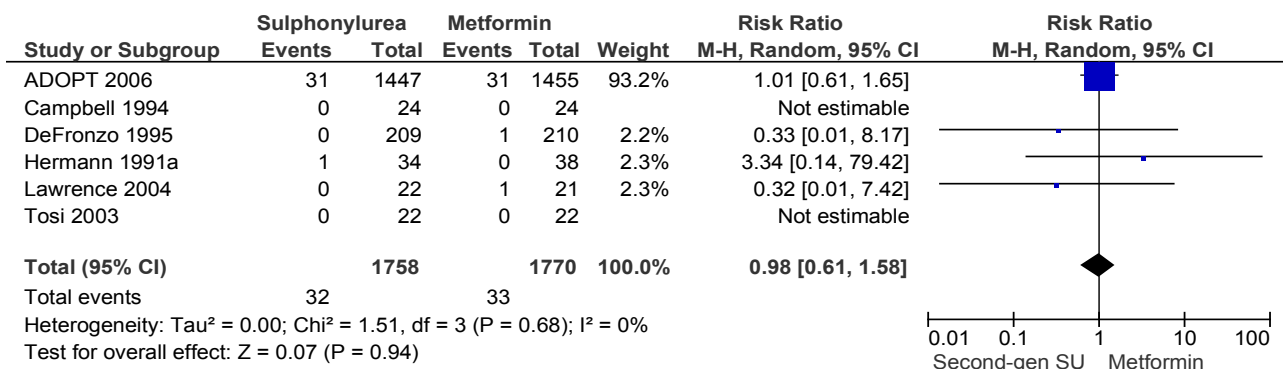 Sulphonylurea Metformin Risk Ratio Risk Ratio
Study or Subgroup Events Total Events Total Weight M-H, Random, 95% CI M-H, Random, 95% CI
ADOPT 2006 31 1447 31 1455 93.2% 1.01 [0.61, 1.65]
Campbell 1994 0 24 0 24 Not estimable
DeFronzo 1995 0 209 1 210 2.2% 0.33 [0.01, 8.17]
Hermann 1991a 1 34 0 38 2.3% 3.34 [0.14, 79.42]
Lawrence 2004 0 22 1 21 2.3% 0.32 [0.01, 7.42]
Tosi 2003 0 22 0 22 Not estimable
Total (95% CI) 1758 1770 100.0% 0.98 [0.61, 1.58]
Total events 32 33
Heterogeneity: Tau² = 0.00; Chi² = 1.51, df = 3 (P = 0.68); I² = 0%
Test for overall effect: Z = 0.07 (P = 0.94)
0.01 0.1 1 10 100
Second-gen SU Metformin